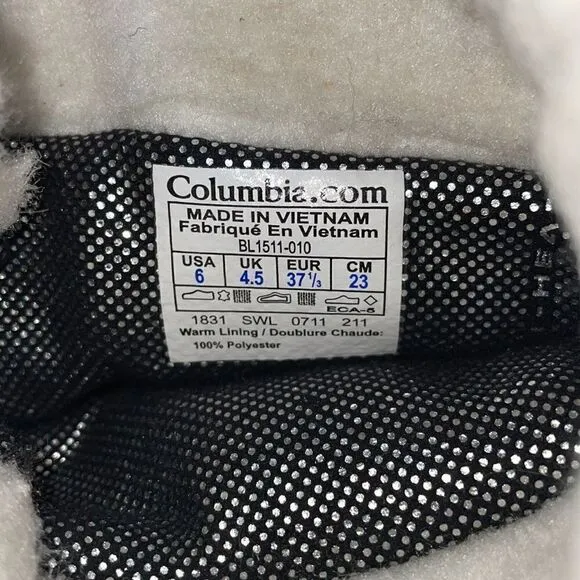 Columbia.com
MADE IN VIETNAM
Fabriqué En Vietnam
BL1511-010
USA UK EUR CM
6 4.5 37 1/3 23
ECA-5
1831 SWL 0711 211
Warm Lining / Doublure Chaude:
100% Polyester